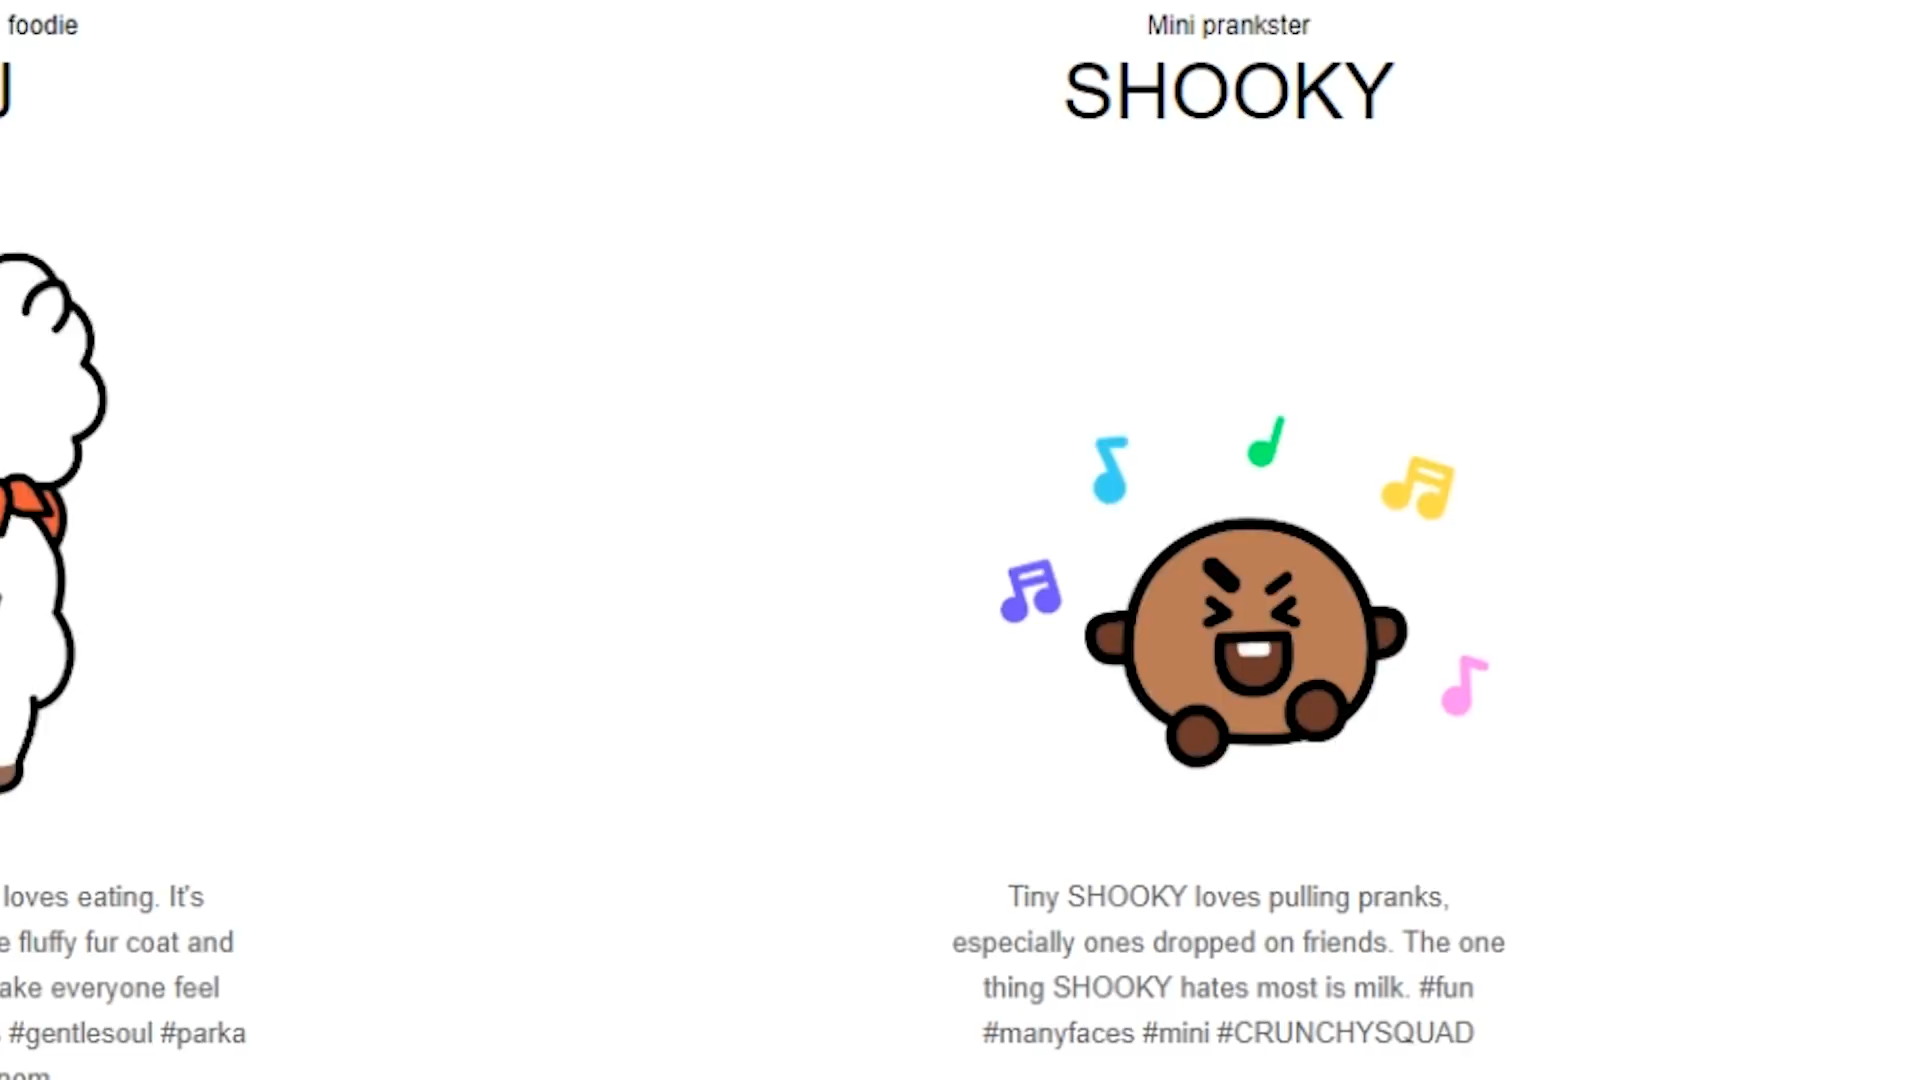 foodie
J
loves eating. It's
fluffy fur coat and
everyone feel
#gentlesoul #parka
Mini prankster
SHOOKY
Tiny SHOOKY loves pulling pranks,
especially ones dropped on friends. The one
thing SHOOKY hates most is milk. #fun
#manyfaces #mini #CRUNCHYSQUAD